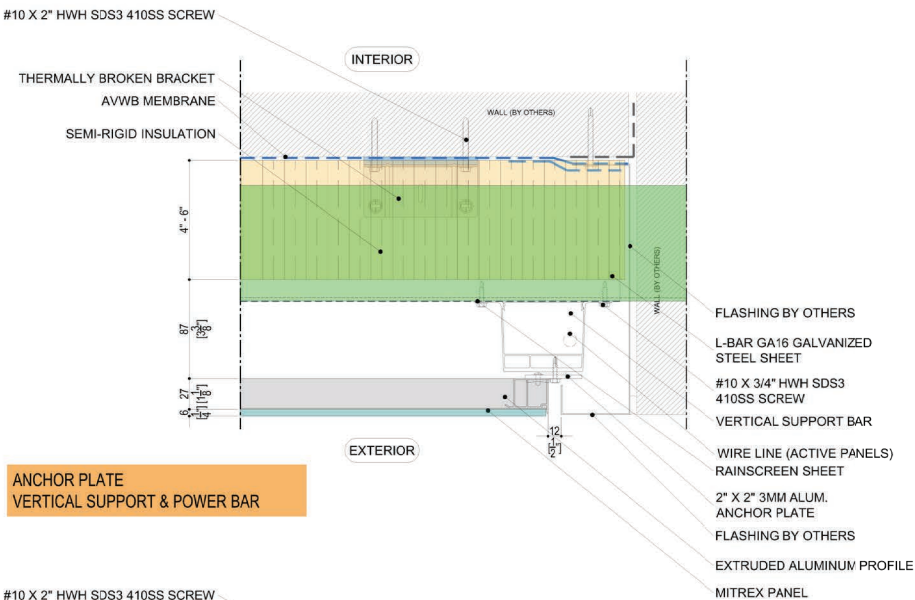 #10 X 2" HWH SDS3 410SS SCREW
INTERIOR
THERMALLY BROKEN BRACKET
AVWB MEMBRANE
SEMI-RIGID INSULATION
WALL (BY OTHERS)
4" - 6"
WALL (BY OTHERS)
87
[3 3/8"]
27
[1 1/8"]
6
[1/4"]
12
[1/2"]
EXTERIOR
FLASHING BY OTHERS
L-BAR GA16 GALVANIZED
STEEL SHEET
#10 X 3/4" HWH SDS3
410SS SCREW
VERTICAL SUPPORT BAR
WIRE LINE (ACTIVE PANELS)
RAINSCREEN SHEET
2" X 2" 3MM ALUM.
ANCHOR PLATE
FLASHING BY OTHERS
EXTRUDED ALUMINUM PROFILE
MITREX PANEL
ANCHOR PLATE
VERTICAL SUPPORT & POWER BAR
#10 X 2" HWH SDS3 410SS SCREW